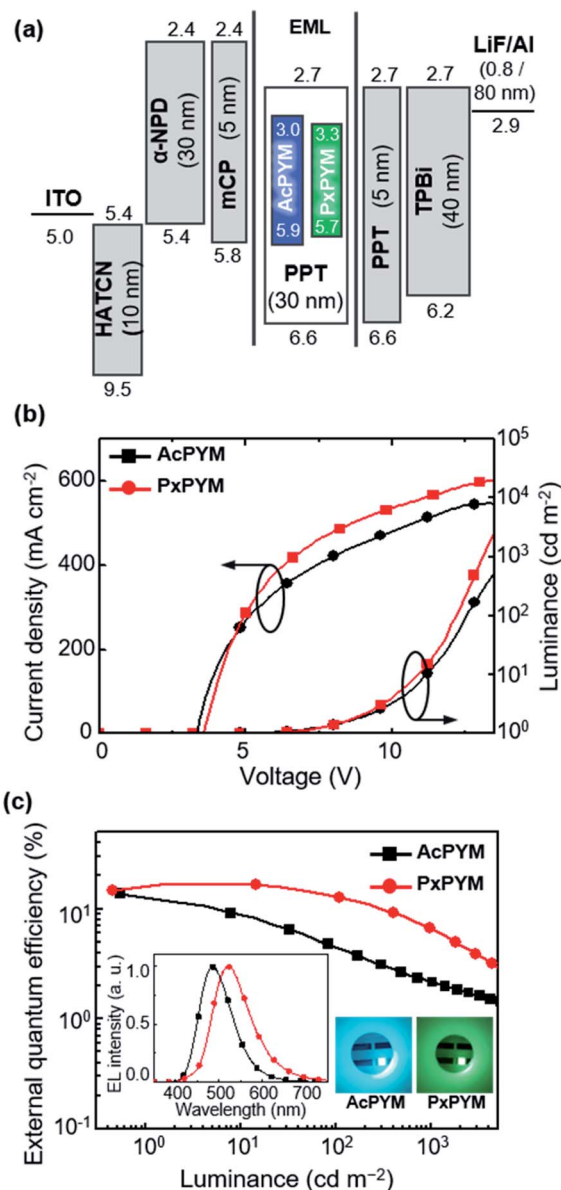 (a)
2.4
2.4
EML
LiF/Al
(0.8 /
80 nm)
2.9
2.7
2.7
2.7
α-NPD
(30 nm)
mCP (5 nm)
3.0
AcPYM
5.9
3.3
PxPYM
5.7
PPT (5 nm)
TPBi
(40 nm)
ITO
5.0
5.4
5.4
5.8
HATCN
(10 nm)
9.5
PPT
(30 nm)
6.6
6.6
6.2
(b)
AcPYM
PxPYM
Current density (mA cm⁻²)
600
400
200
0
0
5
10
Voltage (V)
10⁵
10⁴
10³
10²
10¹
10⁰
Luminance (cd m⁻²)
(c)
AcPYM
PxPYM
External quantum efficiency (%)
10¹
10⁰
10⁻¹
EL intensity (a. u.)
1.0
0.5
0.0
400
500
600
700
Wavelength (nm)
AcPYM
PxPYM
10⁰
10¹
10²
10³
Luminance (cd m⁻²)